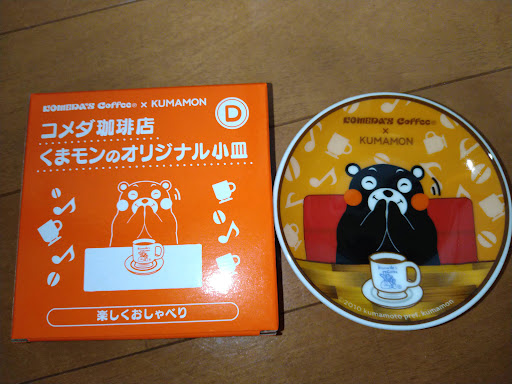 KOMEDA'S Coffee® × KUMAMON
D
コメダ珈琲店
くまモンのオリジナル小皿
楽しくおしゃべり
KOMEDA'S Coffee®
×
KUMAMON
©2010 kumamoto pref. kumamon